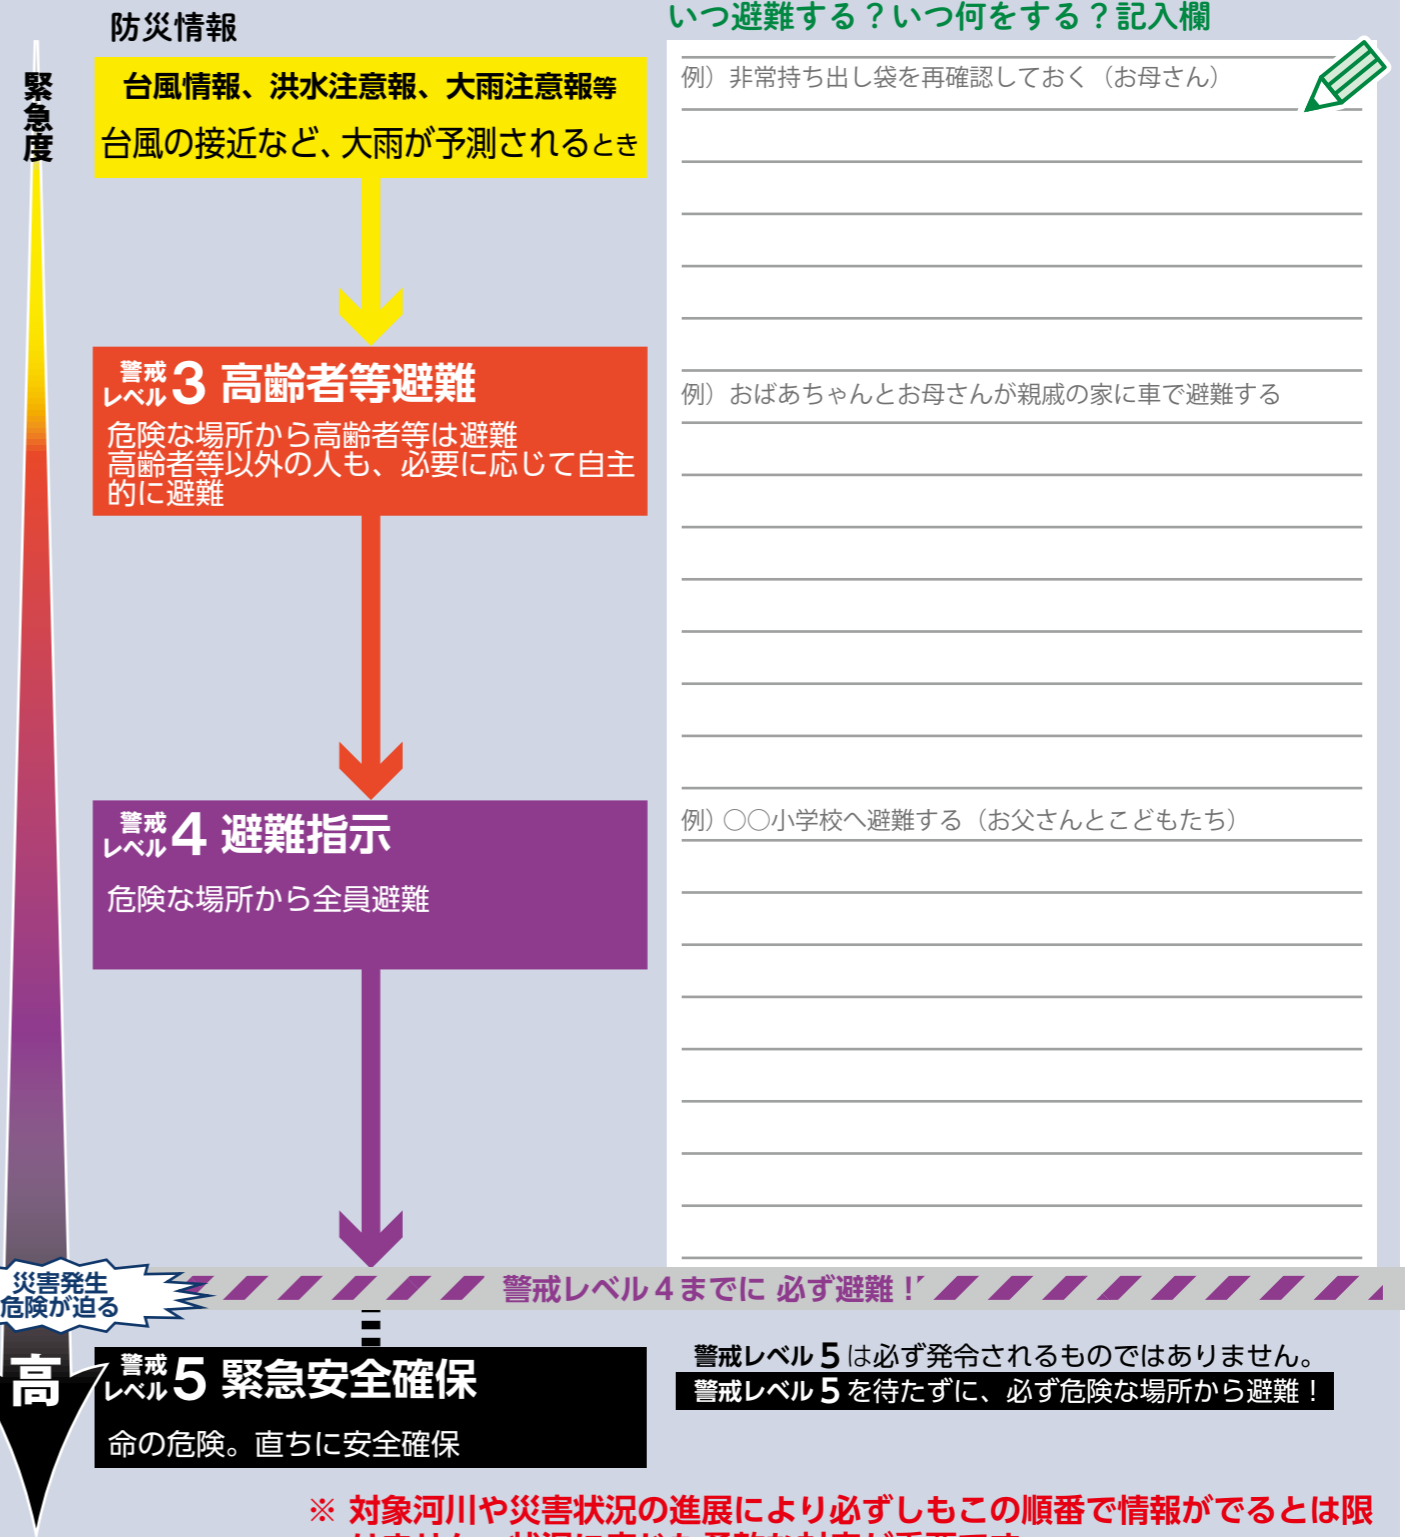 防災情報
いつ避難する？いつ何をする？記入欄
緊急度
台風情報、洪水注意報、大雨注意報等
台風の接近など、大雨が予測されるとき
例）非常持ち出し袋を再確認しておく（お母さん）
警戒レベル3 高齢者等避難
危険な場所から高齢者等は避難
高齢者等以外の人も、必要に応じて自主
的に避難
例）おばあちゃんとお母さんが親戚の家に車で避難する
警戒レベル4 避難指示
危険な場所から全員避難
例）○○小学校へ避難する（お父さんとこどもたち）
災害発生
危険が迫る
警戒レベル４までに 必ず避難！
高
警戒レベル5 緊急安全確保
命の危険。直ちに安全確保
警戒レベル5は必ず発令されるものではありません。
警戒レベル5を待たずに、必ず危険な場所から避難！
※ 対象河川や災害状況の進展により必ずしもこの順番で情報がでるとは限